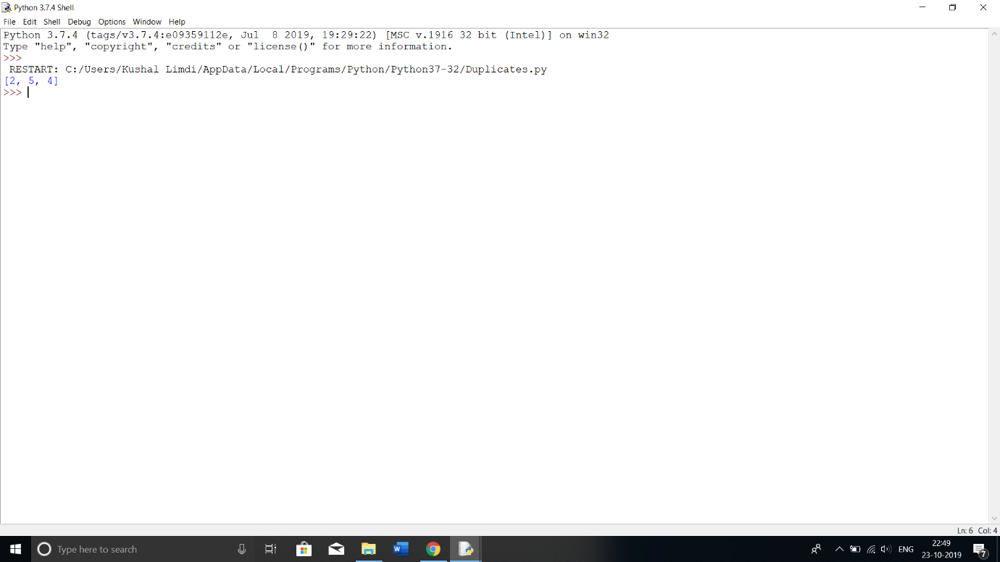 Python 3.7.4 Shell
File Edit Shell Debug Options Window Help
Python 3.7.4 (tags/v3.7.4:e09359112e, Jul  8 2019, 19:29:22) [MSC v.1916 32 bit (Intel)] on win32
Type "help", "copyright", "credits" or "license()" for more information.
>>>
 RESTART: C:/Users/Kushal Limdi/AppData/Local/Programs/Python/Python37-32/Duplicates.py
[2, 5, 4]
>>>
Ln: 6 Col: 4
Type here to search
W
ENG
22:49
23-10-2019
7